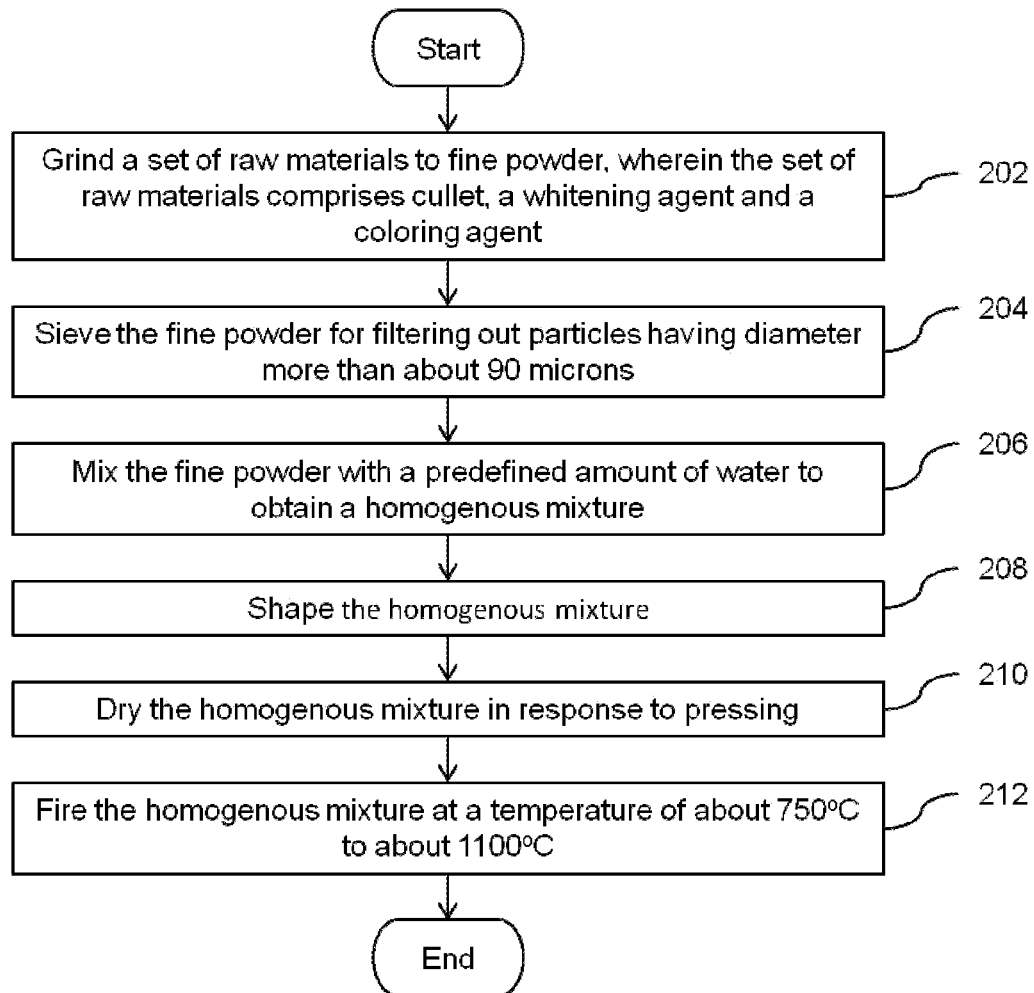 Start
Grind a set of raw materials to fine powder, wherein the set of
raw materials comprises cullet, a whitening agent and a
coloring agent
202
Sieve the fine powder for filtering out particles having diameter
more than about 90 microns
204
Mix the fine powder with a predefined amount of water to
obtain a homogenous mixture
206
Shape the homogenous mixture
208
Dry the homogenous mixture in response to pressing
210
Fire the homogenous mixture at a temperature of about 750°C
to about 1100°C
212
End